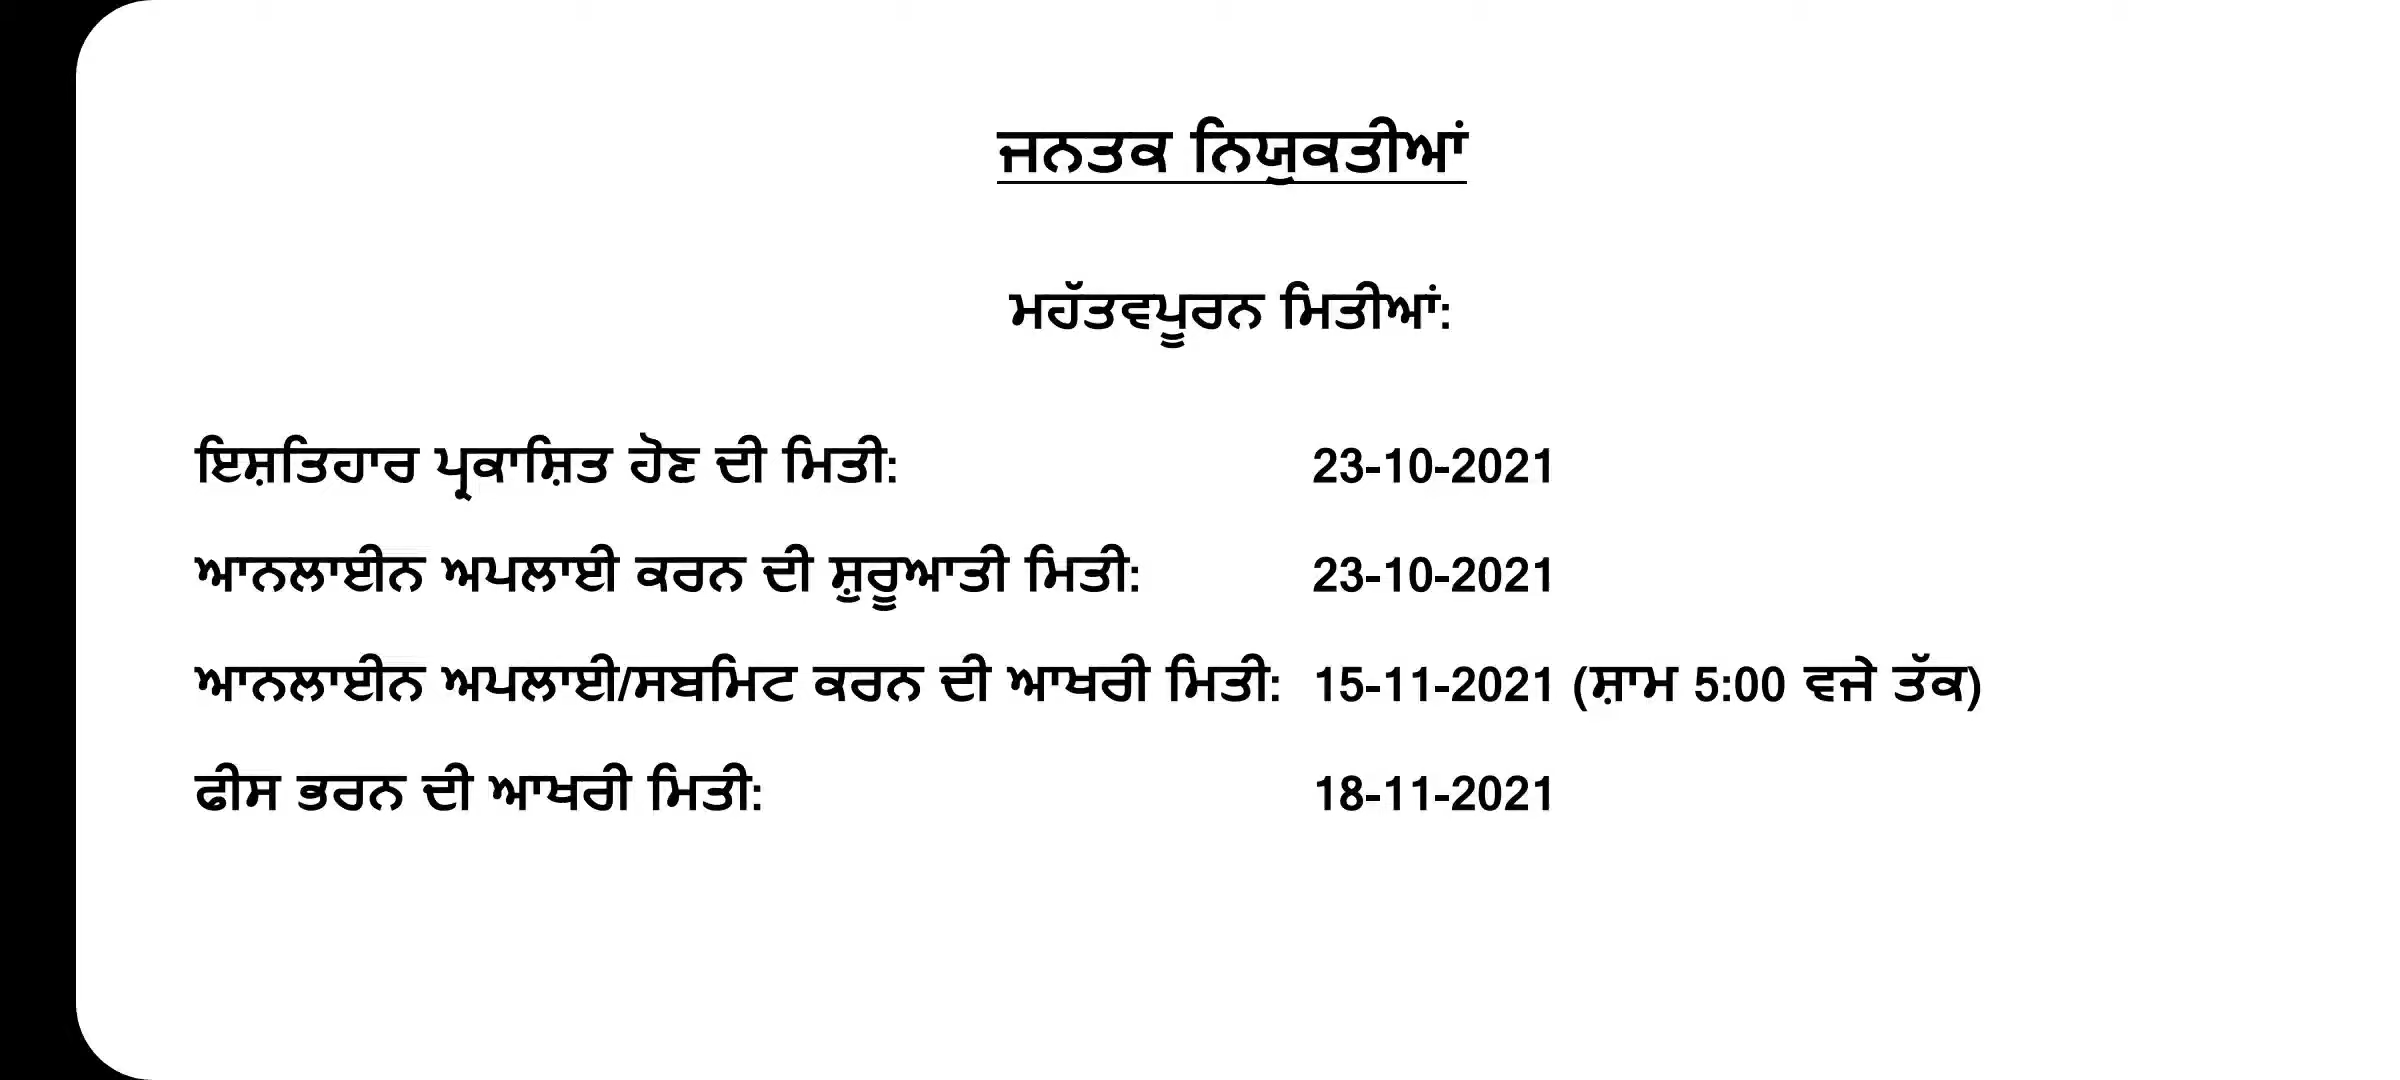 ਜਨਤਕ ਨਿਯੁਕਤੀਆਂ
ਮਹੱਤਵਪੂਰਨ ਮਿਤੀਆਂ:
ਇਸ਼ਤਿਹਾਰ ਪ੍ਰਕਾਸ਼ਿਤ ਹੋਣ ਦੀ ਮਿਤੀ: 23-10-2021
ਆਨਲਾਈਨ ਅਪਲਾਈ ਕਰਨ ਦੀ ਸ਼ੁਰੂਆਤੀ ਮਿਤੀ: 23-10-2021
ਆਨਲਾਈਨ ਅਪਲਾਈ/ਸਬਮਿਟ ਕਰਨ ਦੀ ਆਖਰੀ ਮਿਤੀ: 15-11-2021 (ਸ਼ਾਮ 5:00 ਵਜੇ ਤੱਕ)
ਫੀਸ ਭਰਨ ਦੀ ਆਖਰੀ ਮਿਤੀ: 18-11-2021